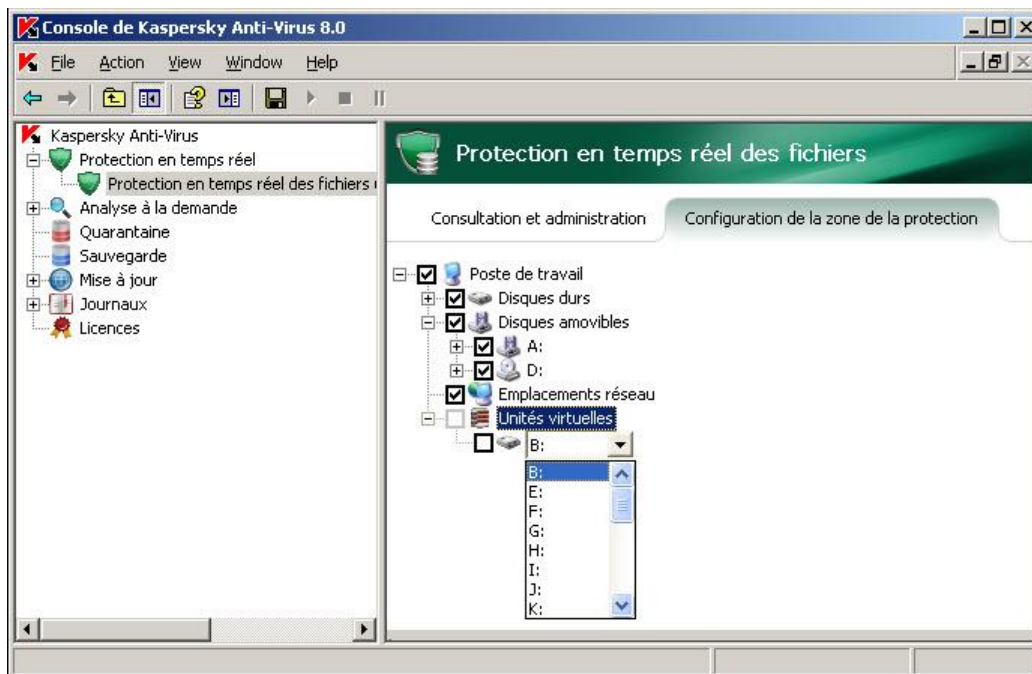 Console de Kaspersky Anti-Virus 8.0
File Action View Window Help
Kaspersky Anti-Virus
Protection en temps réel
Protection en temps réel des fichiers
Analyse à la demande
Quarantaine
Sauvegarde
Mise à jour
Journaux
Licences
Protection en temps réel des fichiers
Consultation et administration
Configuration de la zone de la protection
Poste de travail
Disques durs
Disques amovibles
A:
D:
Emplacements réseau
Unités virtuelles
B:
B:
E:
F:
G:
H:
I:
J:
K: